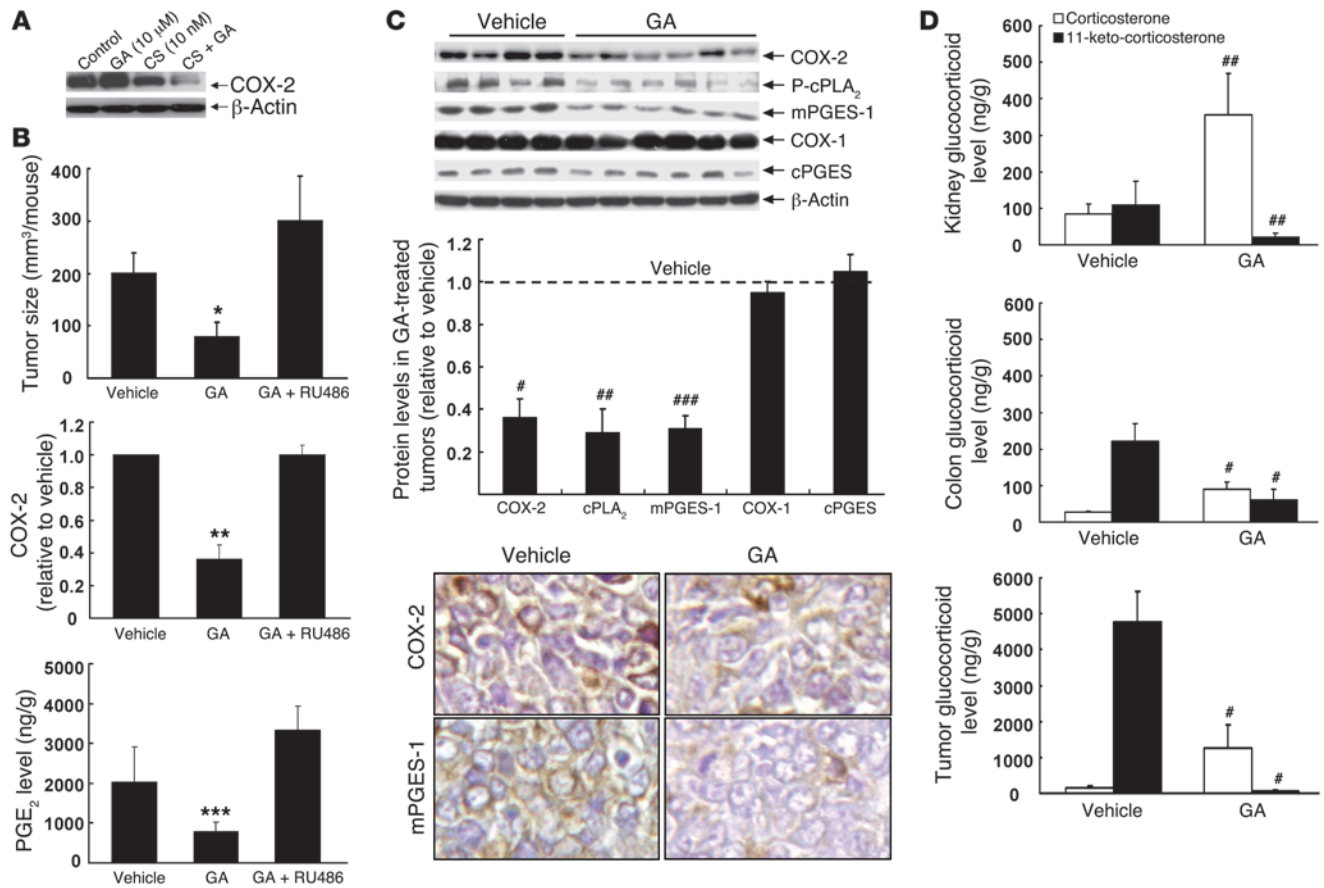 A
Control
GA (10 μM)
CS (10 nM)
CS + GA
COX-2
β-Actin
B
Tumor size (mm³/mouse)
400
300
200
100
0
*
Vehicle
GA
GA + RU486
COX-2
(relative to vehicle)
1.2
1.0
0.8
0.6
0.4
0.2
0
**
Vehicle
GA
GA + RU486
PGE₂ level (ng/g)
5000
4000
3000
2000
1000
0
***
Vehicle
GA
GA + RU486
C
Vehicle
GA
COX-2
P-cPLA₂
mPGES-1
COX-1
cPGES
β-Actin
Protein levels in GA-treated
tumors (relative to vehicle)
1.2
1.0
0.8
0.6
0.4
0.2
Vehicle
#
##
###
COX-2
cPLA₂
mPGES-1
COX-1
cPGES
Vehicle
GA
COX-2
mPGES-1
D
Corticosterone
11-keto-corticosterone
Kidney glucocorticoid
level (ng/g)
600
500
400
300
200
100
0
##
##
Vehicle
GA
Colon glucocorticoid
level (ng/g)
600
500
400
300
200
100
0
#
#
Vehicle
GA
Tumor glucocorticoid
level (ng/g)
6000
5000
4000
3000
2000
1000
0
#
#
Vehicle
GA